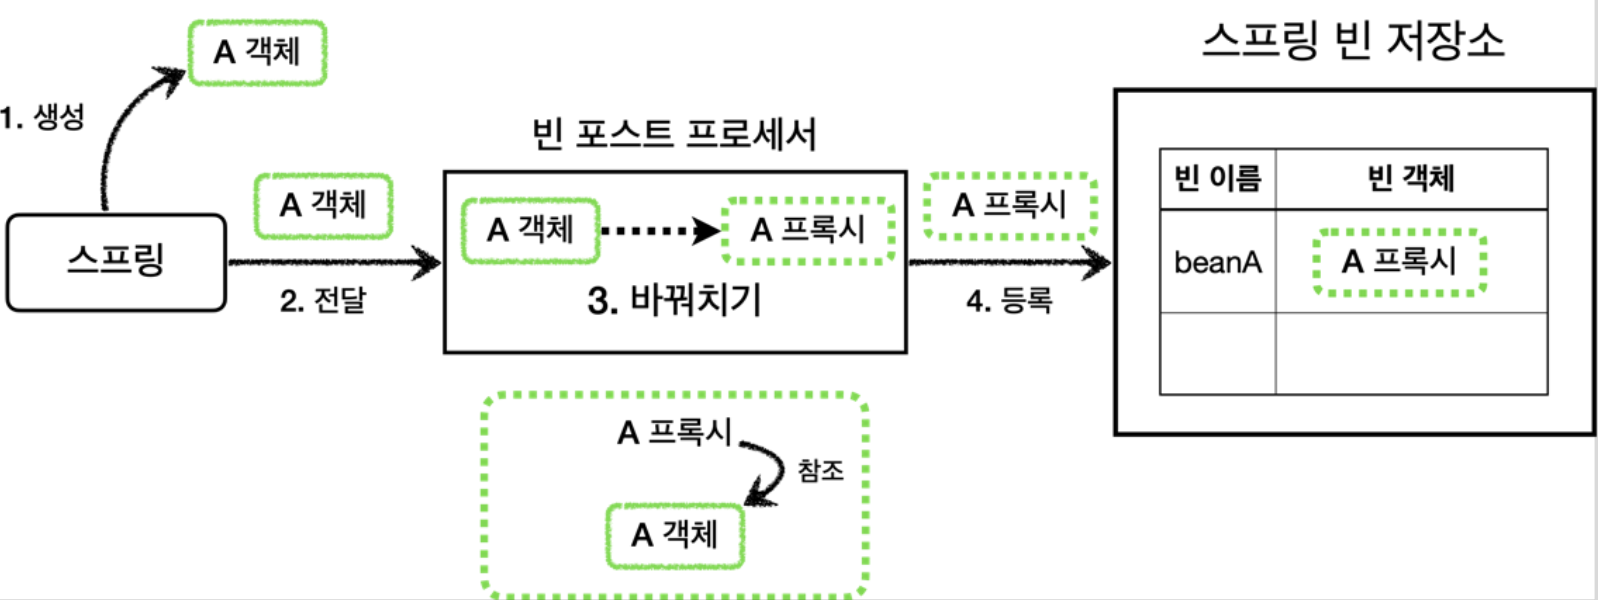 스프링 빈 저장소
A 객체
1. 생성
빈 포스트 프로세서
A 객체
A 프록시
빈 이름 빈 객체
스프링
A 객체
A 프록시
beanA
A 프록시
2. 전달
3. 바꿔치기
4. 등록
A 프록시
참조
A 객체